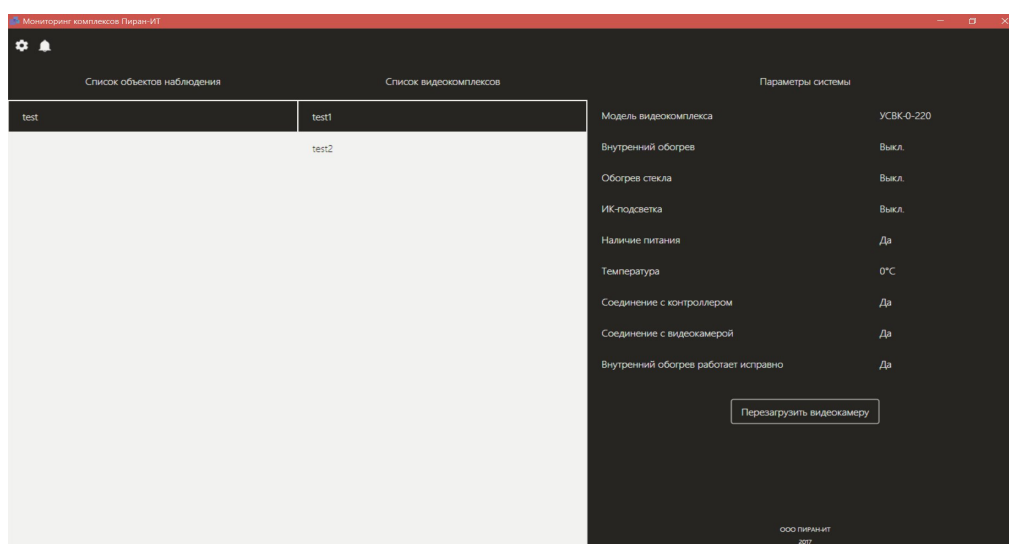 Мониторинг комплексов Пиран-ИТ
Список объектов наблюдения
Список видеокомплексов
Параметры системы
test
test1
test2
Модель видеокомплекса УСВК-0-220
Внутренний обогрев Выкл.
Обогрев стекла Выкл.
ИК-подсветка Выкл.
Наличие питания Да
Температура 0°C
Соединение с контроллером Да
Соединение с видеокамерой Да
Внутренний обогрев работает исправно Да
Перезагрузить видеокамеру
ООО ПИРАН-ИТ
2017